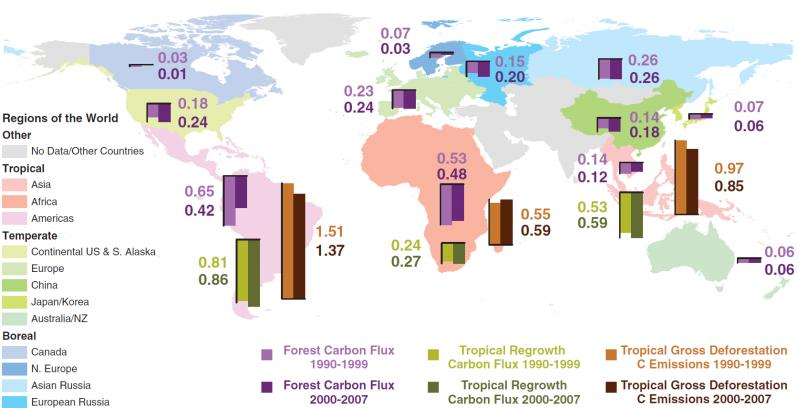 0.03
0.01
0.07
0.03
0.15
0.20
0.26
0.26
0.18
0.24
0.23
0.24
0.14
0.18
0.07
0.06
0.14
0.12
0.53
0.48
0.65
0.42
0.97
0.85
0.53
0.59
0.55
0.59
1.51
1.37
0.24
0.27
0.81
0.86
0.06
0.06
Regions of the World
Other
No Data/Other Countries
Tropical
Asia
Africa
Americas
Temperate
Continental US & S. Alaska
Europe
China
Japan/Korea
Australia/NZ
Boreal
Canada
N. Europe
Asian Russia
European Russia
Forest Carbon Flux
1990-1999
Forest Carbon Flux
2000-2007
Tropical Regrowth
Carbon Flux 1990-1999
Tropical Regrowth
Carbon Flux 2000-2007
Tropical Gross Deforestation
C Emissions 1990-1999
Tropical Gross Deforestation
C Emissions 2000-2007